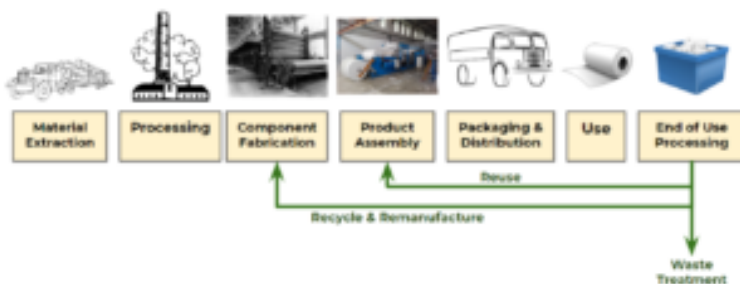 Material
Extraction
Processing
Component
Fabrication
Product
Assembly
Packaging &
Distribution
Use
End of Use
Processing
Reuse
Recycle & Remanufacture
Waste
Treatment